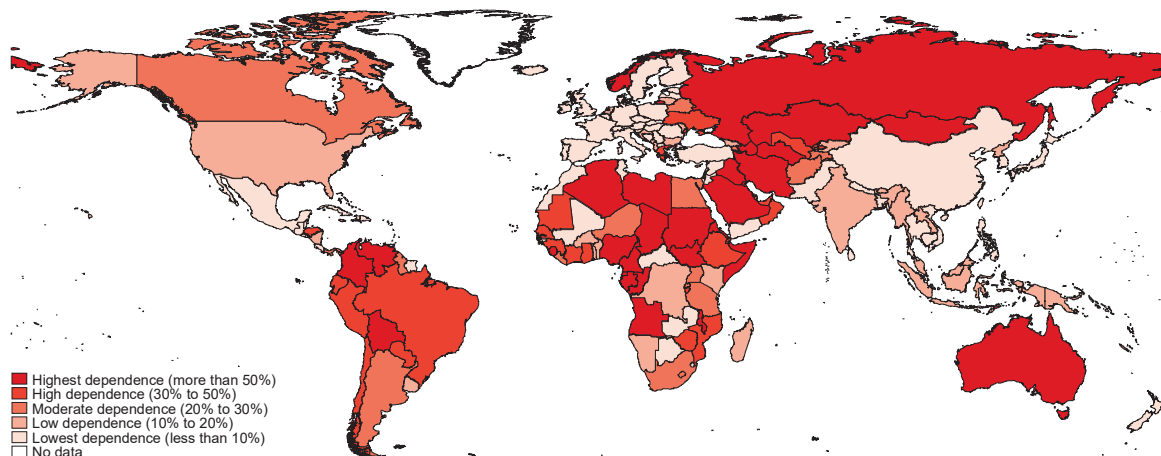 Highest dependence (more than 50%)
High dependence (30% to 50%)
Moderate dependence (20% to 30%)
Low dependence (10% to 20%)
Lowest dependence (less than 10%)
No data